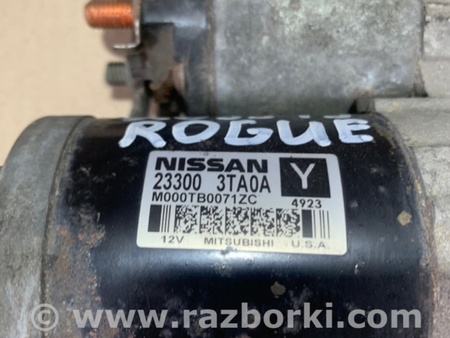 ROGUE
NISSAN
23300 3TA0A
Y
M000TB0071ZC 4923
12V MITSUBISHI U.S.A.
www.razborki.com